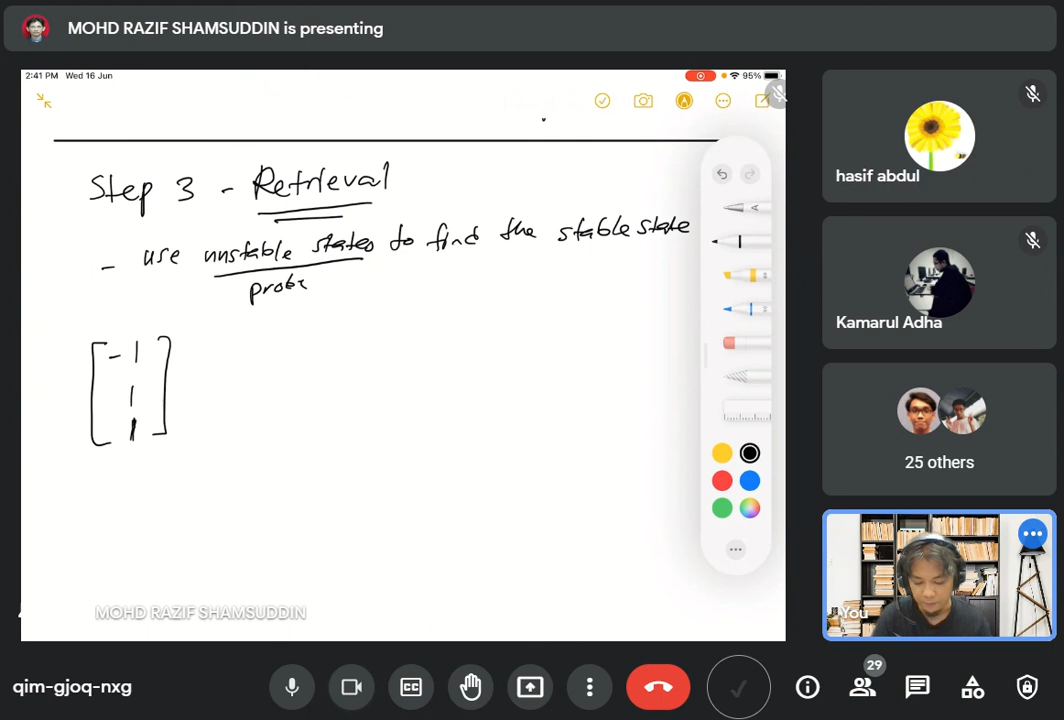 MOHD RAZIF SHAMSUDDIN is presenting
2:41 PM Wed 16 Jun
95%
Step 3 - Retrieval
- use unstable states to find the stable state
probe
-1
1
1
A
MOHD RAZIF SHAMSUDDIN
hasif abdul
Kamarul Adha
25 others
You
qim-gjoq-nxg
CC
29